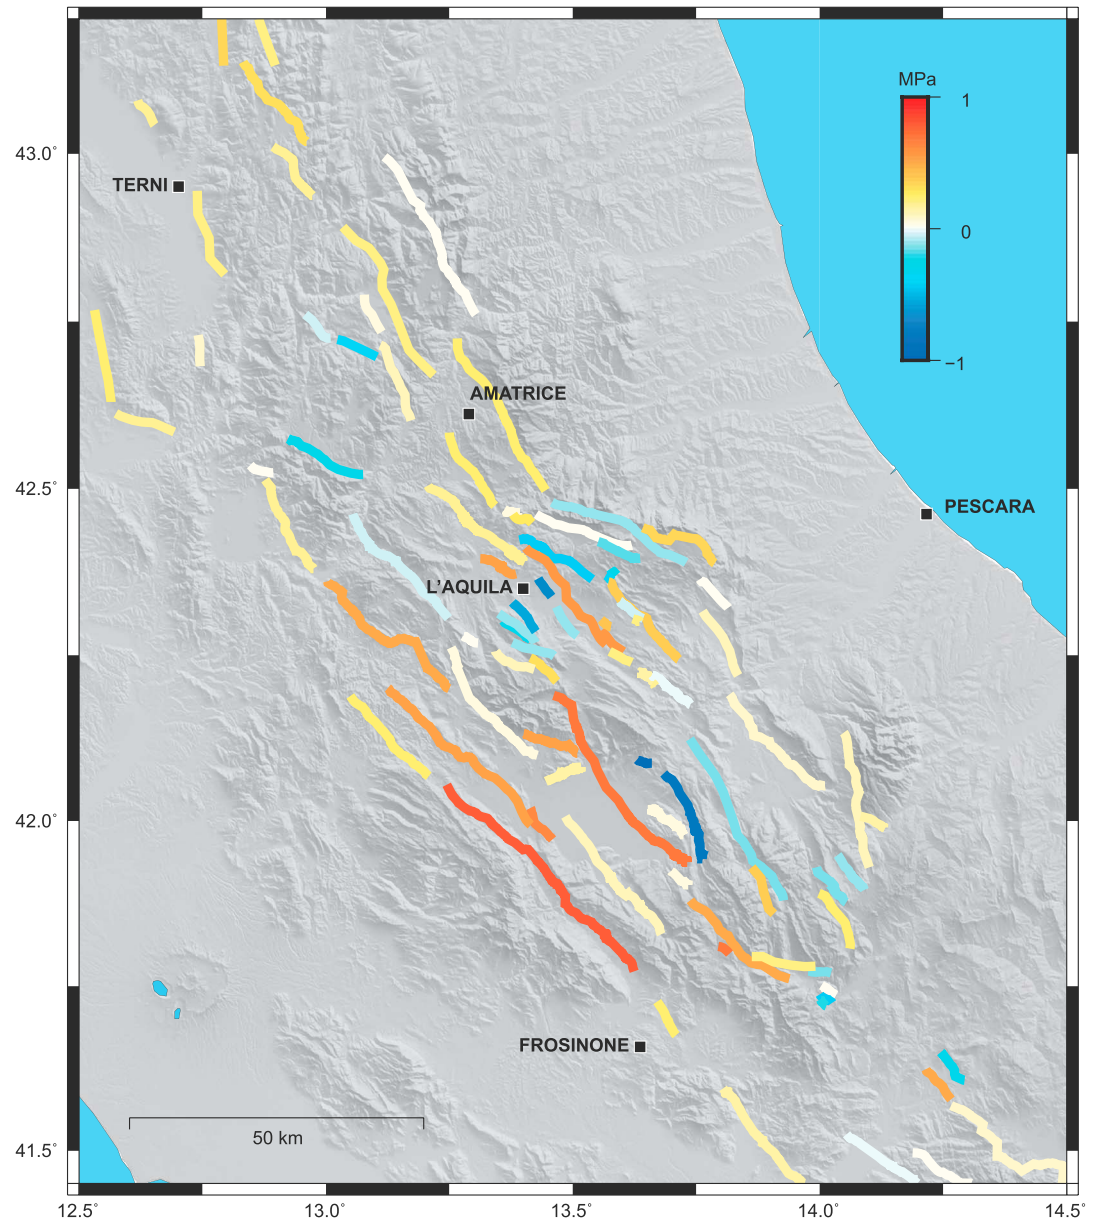 MPa
1
43.0°
TERNI
0
−1
AMATRICE
42.5°
PESCARA
L'AQUILA
42.0°
FROSINONE
50 km
41.5°
12.5° 13.0° 13.5° 14.0° 14.5°